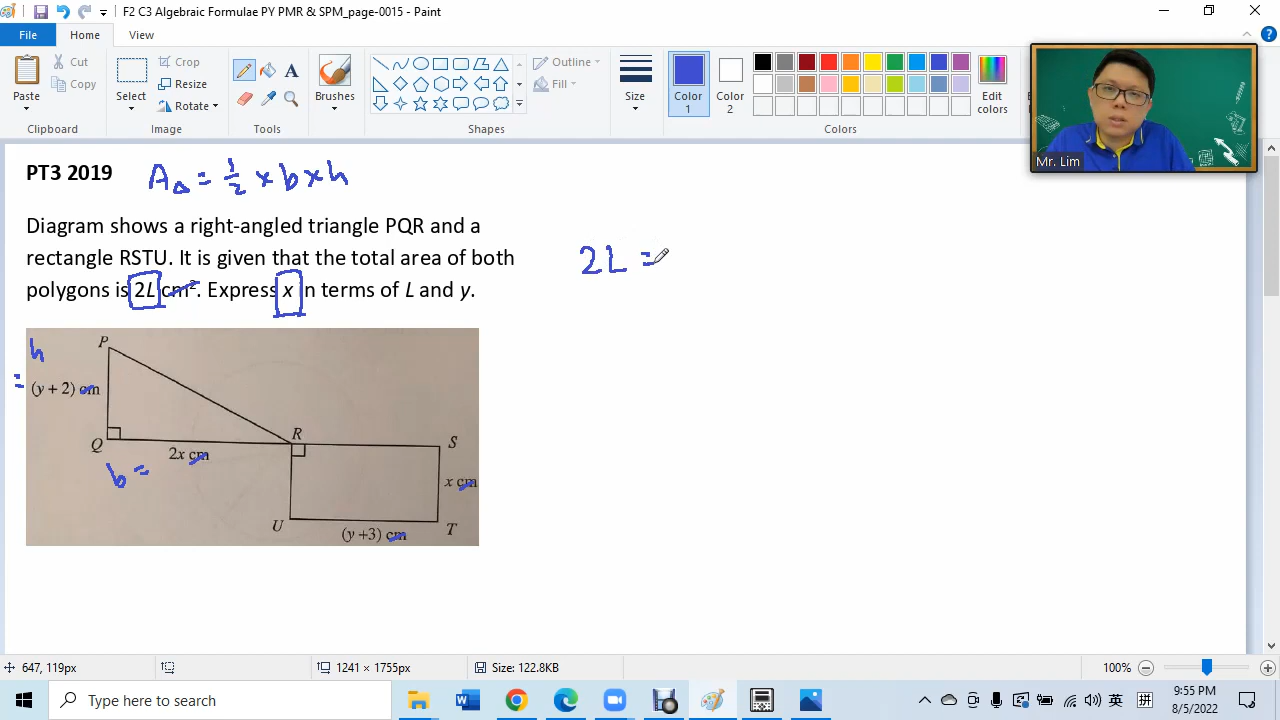 F2 C3 Algebraic Formulae PY PMR & SPM_page-0015 - Paint
File Home View
Paste Cut Copy Clipboard
Select Crop Resize Rotate Image
Tools
Brushes
Shapes Outline Fill
Size
Color 1 Color 2 Edit colors Colors
Mr. Lim
PT3 2019 A△ = 1/2 × b × h
Diagram shows a right-angled triangle PQR and a
rectangle RSTU. It is given that the total area of both
polygons is 2L cm². Express x in terms of L and y.
2L =
h
=
P
(y + 2) cm
Q
2x cm
b =
R
S
x cm
U
T
(y +3) cm
647, 119px 1241 × 1755px Size: 122.8KB 100%
Type here to search
英 拼 9:55 PM
8/5/2022